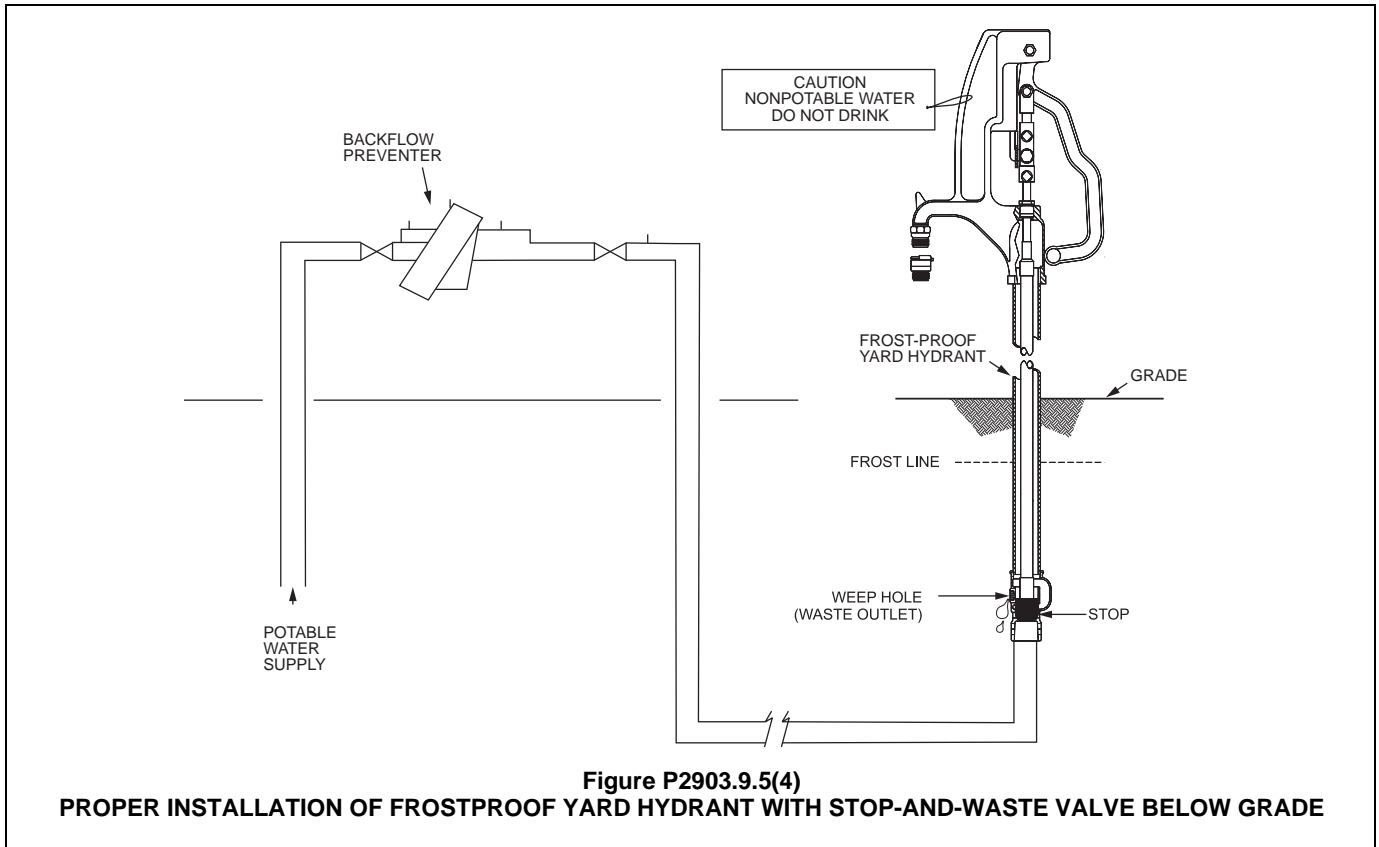 CAUTION
NONPOTABLE WATER
DO NOT DRINK
BACKFLOW
PREVENTER
FROST-PROOF
YARD HYDRANT
GRADE
FROST LINE
WEEP HOLE
(WASTE OUTLET)
STOP
POTABLE
WATER
SUPPLY
Figure P2903.9.5(4)
PROPER INSTALLATION OF FROSTPROOF YARD HYDRANT WITH STOP-AND-WASTE VALVE BELOW GRADE